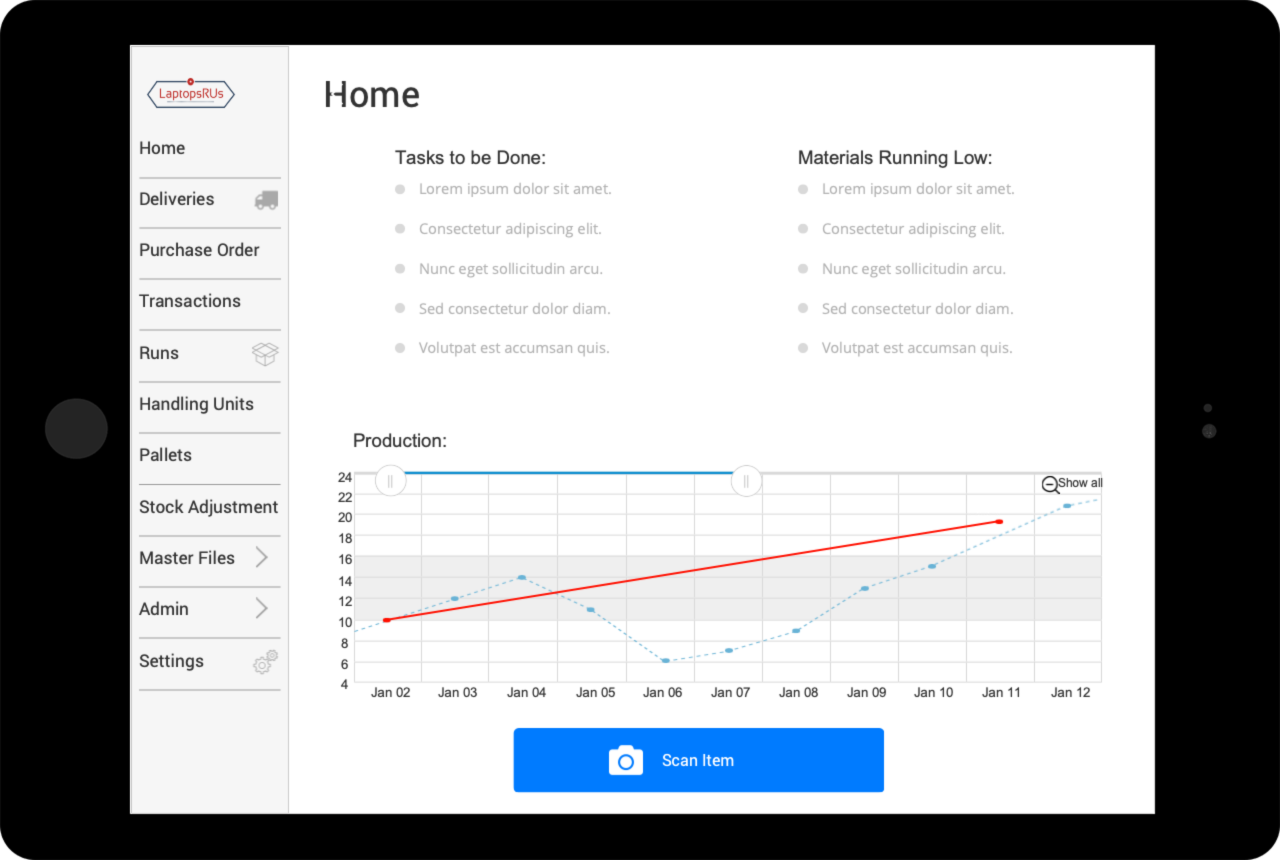 LaptopsRUs
Home
Deliveries
Purchase Order
Transactions
Runs
Handling Units
Pallets
Stock Adjustment
Master Files
Admin
Settings
Home
Tasks to be Done:
Lorem ipsum dolor sit amet.
Consectetur adipiscing elit.
Nunc eget sollicitudin arcu.
Sed consectetur dolor diam.
Volutpat est accumsan quis.
Materials Running Low:
Lorem ipsum dolor sit amet.
Consectetur adipiscing elit.
Nunc eget sollicitudin arcu.
Sed consectetur dolor diam.
Volutpat est accumsan quis.
Production:
Show all
24
22
20
18
16
14
12
10
8
6
4
Jan 02 Jan 03 Jan 04 Jan 05 Jan 06 Jan 07 Jan 08 Jan 09 Jan 10 Jan 11 Jan 12
Scan Item